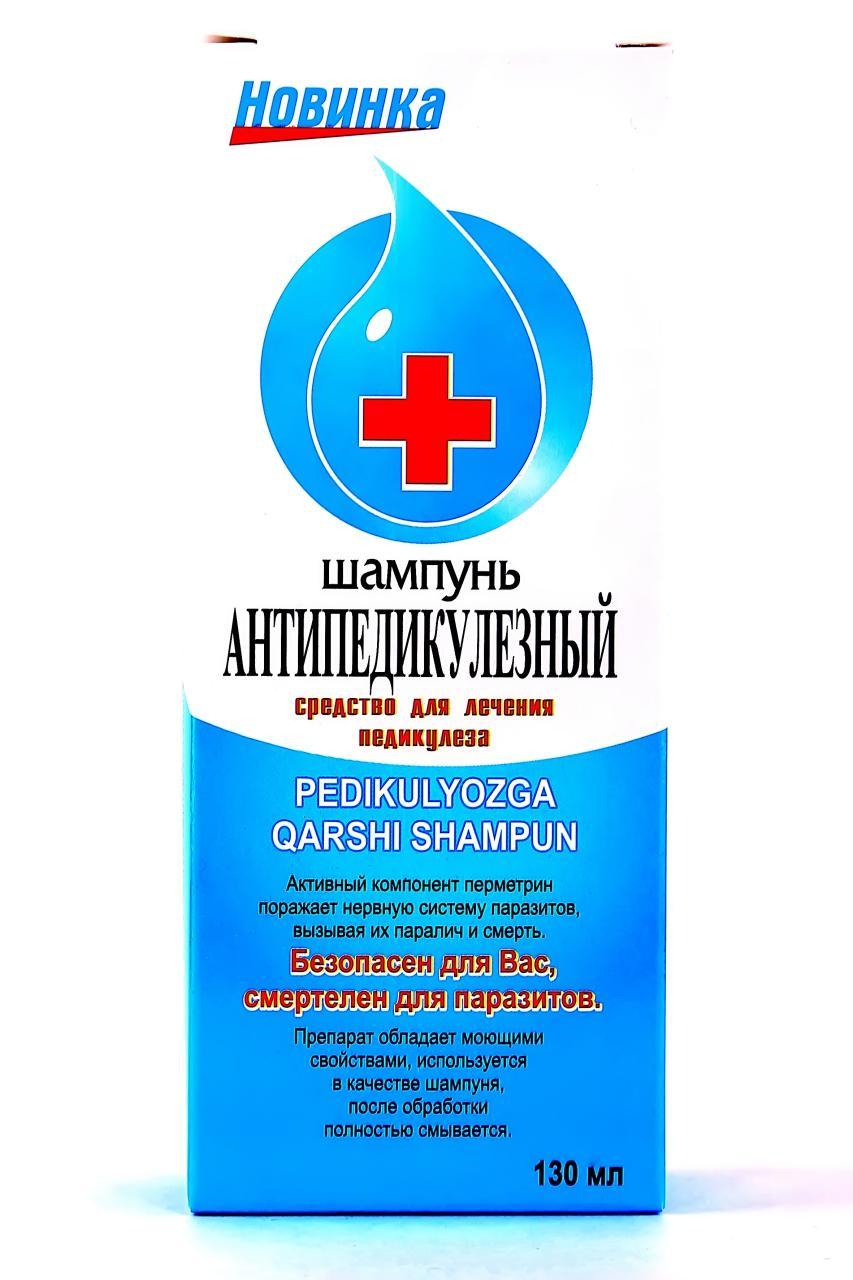 Новинка
шампунь
АНТИПЕДИКУЛЕЗНЫЙ
средство для лечения
педикулеза
PEDIKULYOZGA
QARSHI SHAMPUN
Активный компонент перметрин
поражает нервную систему паразитов,
вызывая их паралич и смерть.
Безопасен для Вас,
смертелен для паразитов.
Препарат обладает моющими
свойствами, используется
в качестве шампуня,
после обработки
полностью смывается.
130 мл